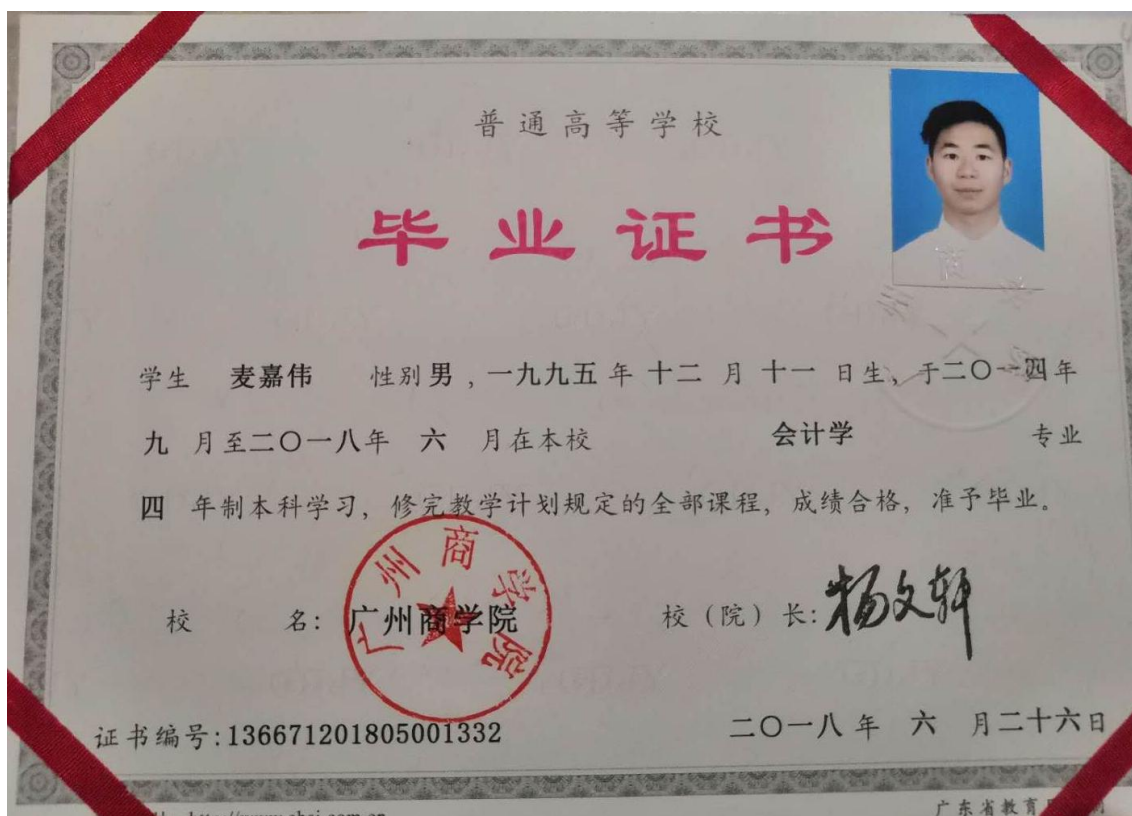 普通高等学校
毕业证书
学生 麦嘉伟 性别 男 ，一九九五 年 十二 月 十一 日生，于二〇一四年
九 月至二〇一八年 六 月在本校 会计学 专业
四 年制本科学习，修完教学计划规定的全部课程，成绩合格，准予毕业。
校 名：广州商学院 校（院）长：杨文轩
广州商学院
证书编号:136671201805001332 二〇一八 年 六 月二十六日
广东省教育